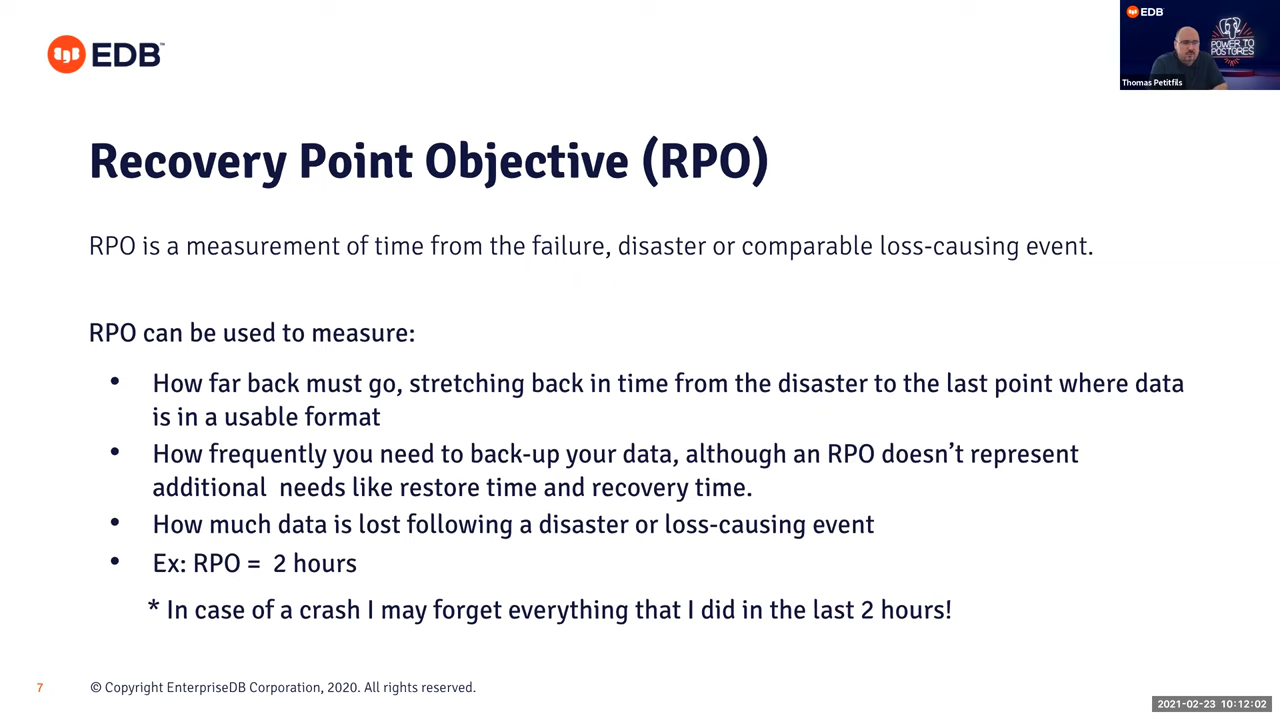 EDB™
EDB
POWER TO
POSTGRES
Thomas Petitfils
Recovery Point Objective (RPO)
RPO is a measurement of time from the failure, disaster or comparable loss-causing event.
RPO can be used to measure:
• How far back must go, stretching back in time from the disaster to the last point where data
is in a usable format
• How frequently you need to back-up your data, although an RPO doesn’t represent
additional  needs like restore time and recovery time.
• How much data is lost following a disaster or loss-causing event
• Ex: RPO =  2 hours
* In case of a crash I may forget everything that I did in the last 2 hours!
7
© Copyright EnterpriseDB Corporation, 2020. All rights reserved.
2021-02-23 10:12:02